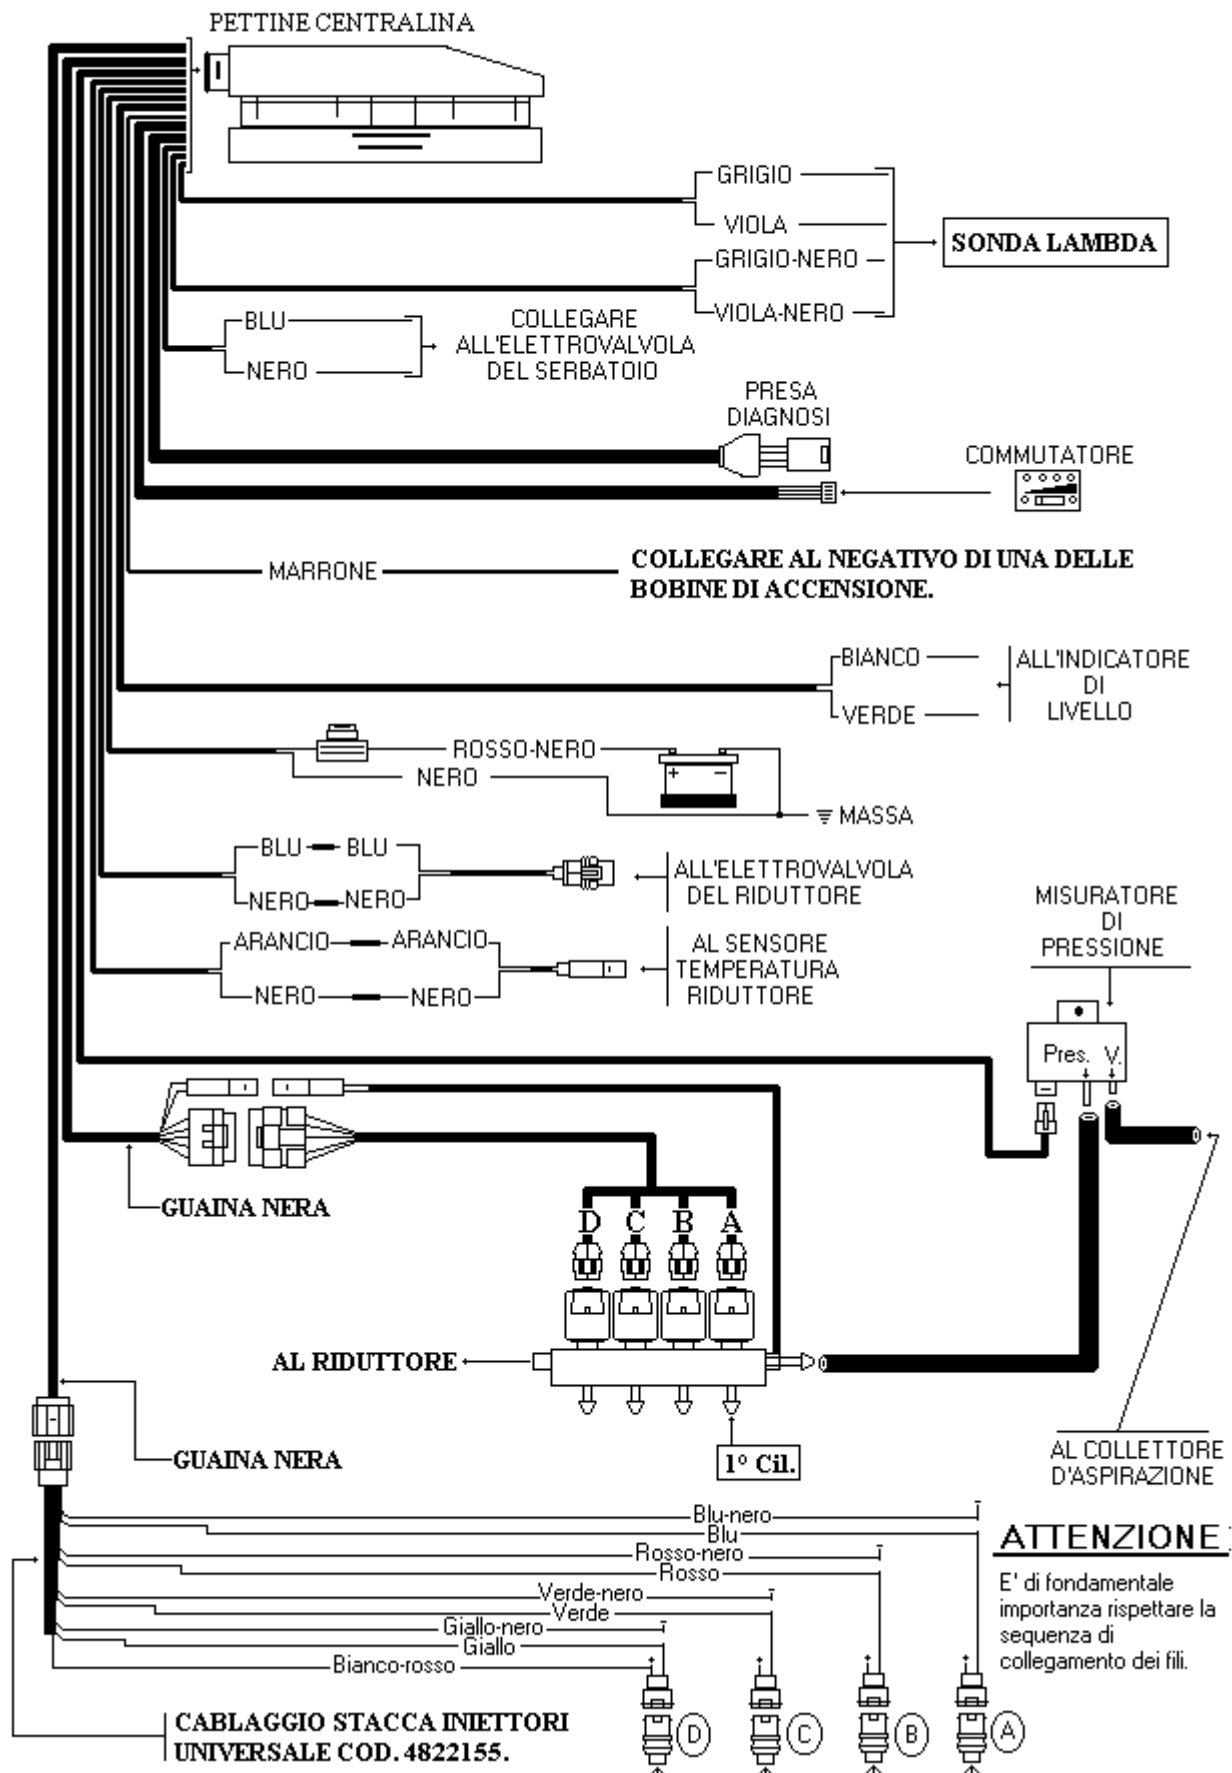 PETTINE CENTRALINA
GRIGIO
VIOLA
SONDA LAMBDA
GRIGIO-NERO
VIOLA-NERO
BLU
NERO
COLLEGARE
ALL'ELETTROVALVOLA
DEL SERBATOIO
PRESA
DIAGNOSI
COMMUTATORE
MARRONE
COLLEGARE AL NEGATIVO DI UNA DELLE
BOBINE DI ACCENSIONE.
BIANCO
VERDE
ALL'INDICATORE
DI
LIVELLO
ROSSO-NERO
NERO
+ −
MASSA
BLU BLU
NERO NERO
ALL'ELETTROVALVOLA
DEL RIDUTTORE
MISURATORE
DI
PRESSIONE
ARANCIO ARANCIO
NERO NERO
AL SENSORE
TEMPERATURA
RIDUTTORE
Pres. V.
GUAINA NERA
D C B A
AL RIDUTTORE
1° Cil.
GUAINA NERA
AL COLLETTORE
D'ASPIRAZIONE
Blu-nero
Blu
Rosso-nero
Rosso
Verde-nero
Verde
Giallo-nero
Giallo
Bianco-rosso
ATTENZIONE:
E' di fondamentale
importanza rispettare la
sequenza di
collegamento dei fili.
CABLAGGIO STACCA INIETTORI
UNIVERSALE COD. 4822155.
D C B A